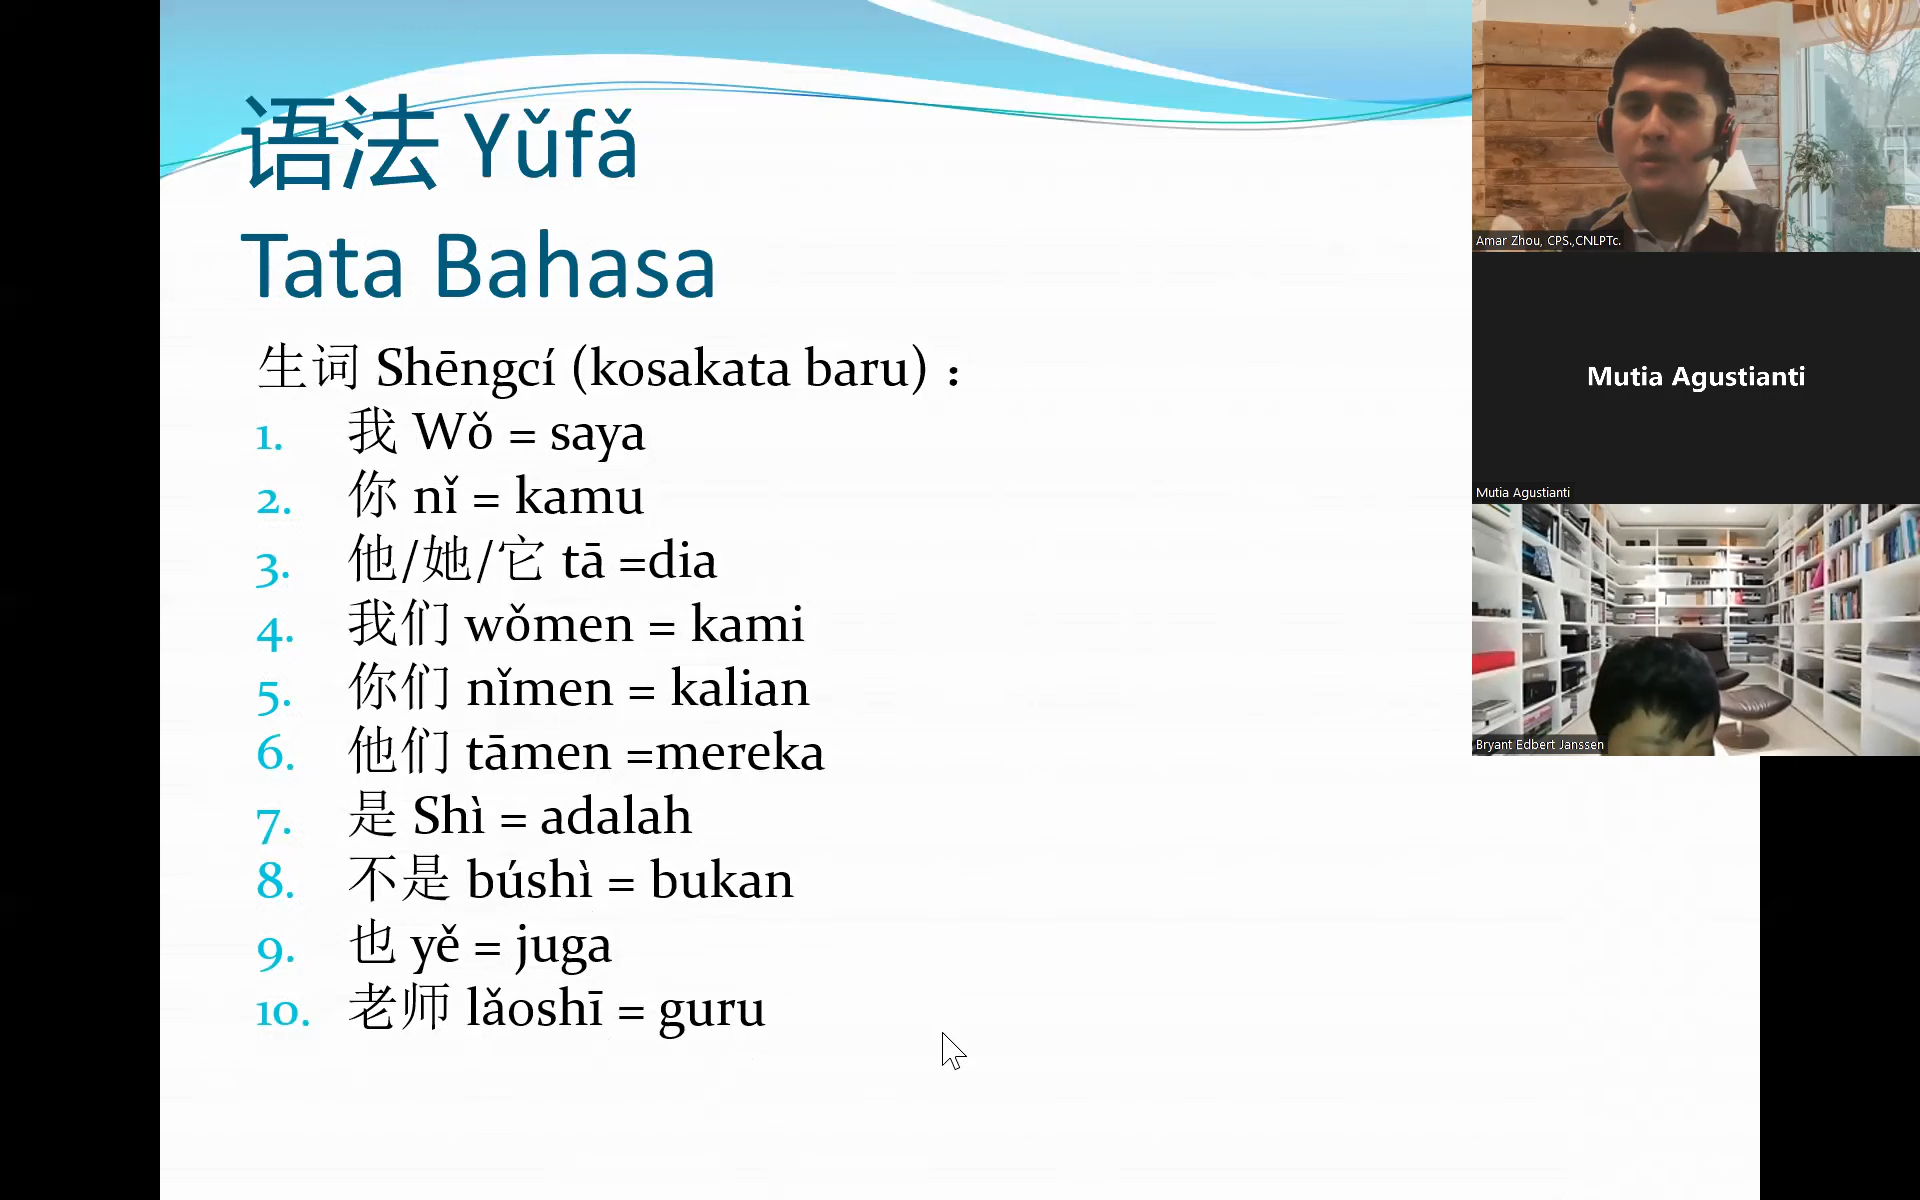 语法 Yǔfǎ
Tata Bahasa
生词 Shēngcí (kosakata baru) ：
1. 我 Wǒ = saya
2. 你 nǐ = kamu
3. 他/她/它 tā =dia
4. 我们 wǒmen = kami
5. 你们 nǐmen = kalian
6. 他们 tāmen =mereka
7. 是 Shì = adalah
8. 不是 búshì = bukan
9. 也 yě = juga
10. 老师 lǎoshī = guru
Amar Zhou, CPS.,CNLPTc.
Mutia Agustianti
Mutia Agustianti
Bryant Edbert Janssen